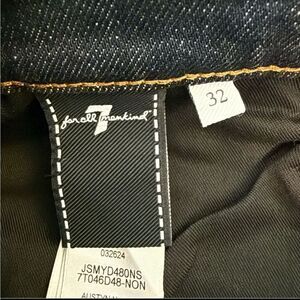 7
for all mankind
32
032624
JSMYD480NS
7T046D48-NON